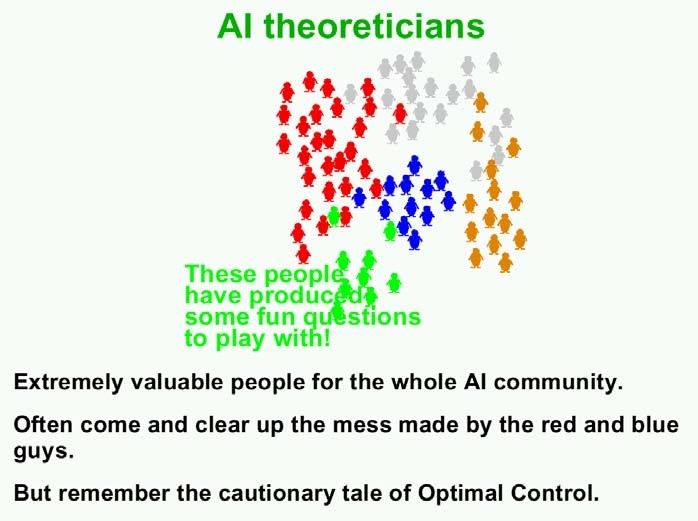 AI theoreticians
These people
have produced
some fun questions
to play with!
Extremely valuable people for the whole AI community.
Often come and clear up the mess made by the red and blue
guys.
But remember the cautionary tale of Optimal Control.